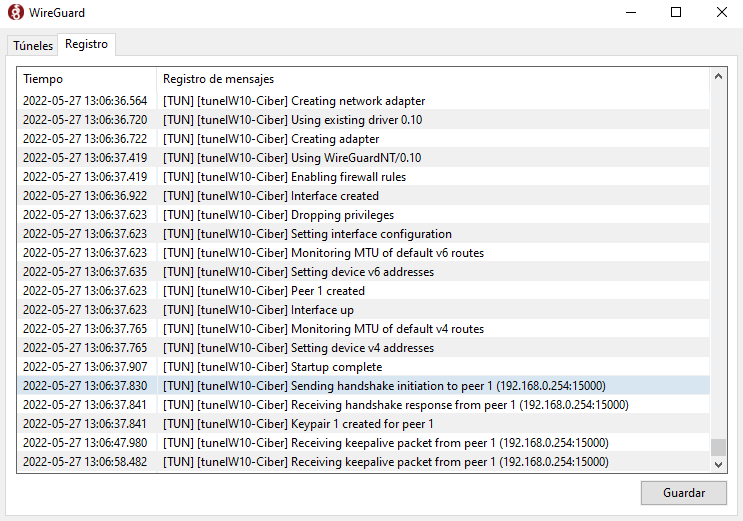 WireGuard
Túneles Registro
Tiempo Registro de mensajes
2022-05-27 13:06:36.564 [TUN] [tunelW10-Ciber] Creating network adapter
2022-05-27 13:06:36.720 [TUN] [tunelW10-Ciber] Using existing driver 0.10
2022-05-27 13:06:36.722 [TUN] [tunelW10-Ciber] Creating adapter
2022-05-27 13:06:37.419 [TUN] [tunelW10-Ciber] Using WireGuardNT/0.10
2022-05-27 13:06:37.419 [TUN] [tunelW10-Ciber] Enabling firewall rules
2022-05-27 13:06:36.922 [TUN] [tunelW10-Ciber] Interface created
2022-05-27 13:06:37.623 [TUN] [tunelW10-Ciber] Dropping privileges
2022-05-27 13:06:37.623 [TUN] [tunelW10-Ciber] Setting interface configuration
2022-05-27 13:06:37.623 [TUN] [tunelW10-Ciber] Monitoring MTU of default v6 routes
2022-05-27 13:06:37.635 [TUN] [tunelW10-Ciber] Setting device v6 addresses
2022-05-27 13:06:37.623 [TUN] [tunelW10-Ciber] Peer 1 created
2022-05-27 13:06:37.623 [TUN] [tunelW10-Ciber] Interface up
2022-05-27 13:06:37.765 [TUN] [tunelW10-Ciber] Monitoring MTU of default v4 routes
2022-05-27 13:06:37.765 [TUN] [tunelW10-Ciber] Setting device v4 addresses
2022-05-27 13:06:37.907 [TUN] [tunelW10-Ciber] Startup complete
2022-05-27 13:06:37.830 [TUN] [tunelW10-Ciber] Sending handshake initiation to peer 1 (192.168.0.254:15000)
2022-05-27 13:06:37.841 [TUN] [tunelW10-Ciber] Receiving handshake response from peer 1 (192.168.0.254:15000)
2022-05-27 13:06:37.841 [TUN] [tunelW10-Ciber] Keypair 1 created for peer 1
2022-05-27 13:06:47.980 [TUN] [tunelW10-Ciber] Receiving keepalive packet from peer 1 (192.168.0.254:15000)
2022-05-27 13:06:58.482 [TUN] [tunelW10-Ciber] Receiving keepalive packet from peer 1 (192.168.0.254:15000)
Guardar